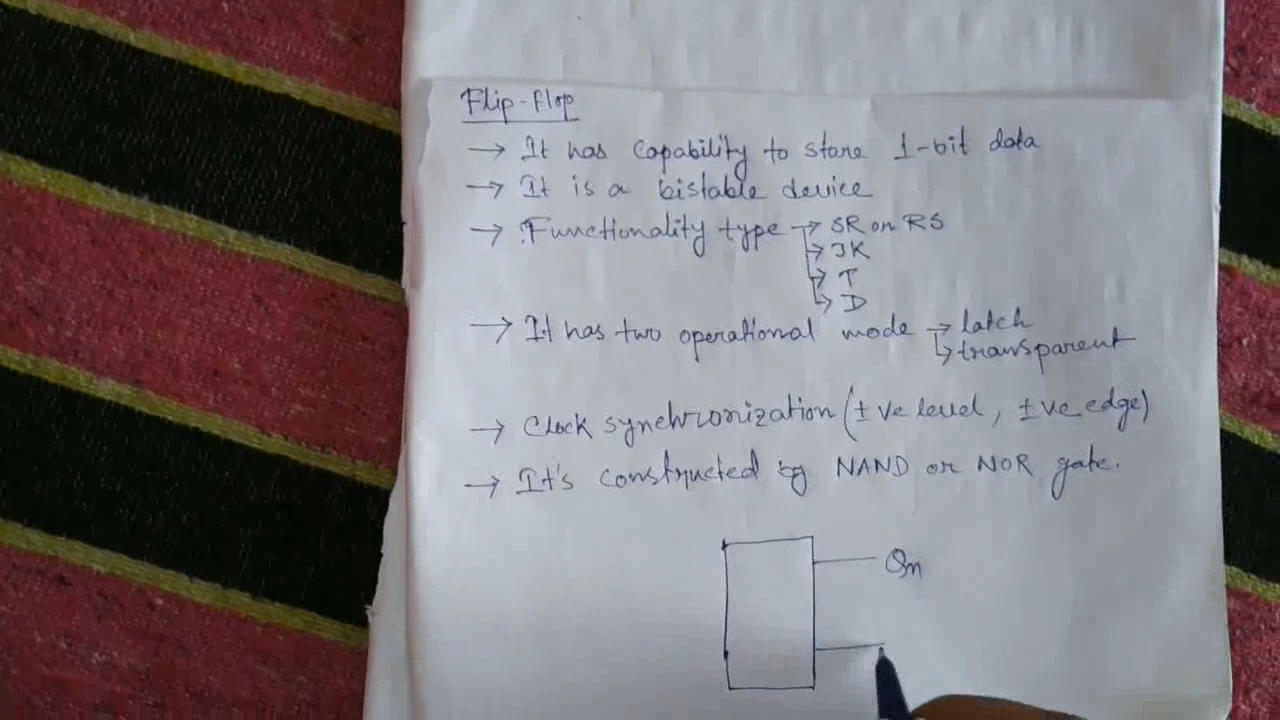 Flip-flop
→ It has capability to store 1-bit data
→ It is a bistable device
→ Functionality type → SR or RS
→ JK
→ T
→ D
→ It has two operational mode → latch
→ transparent
→ Clock synchronization (± ve level, ± ve edge)
→ It's constructed by NAND or NOR gate.
Qn